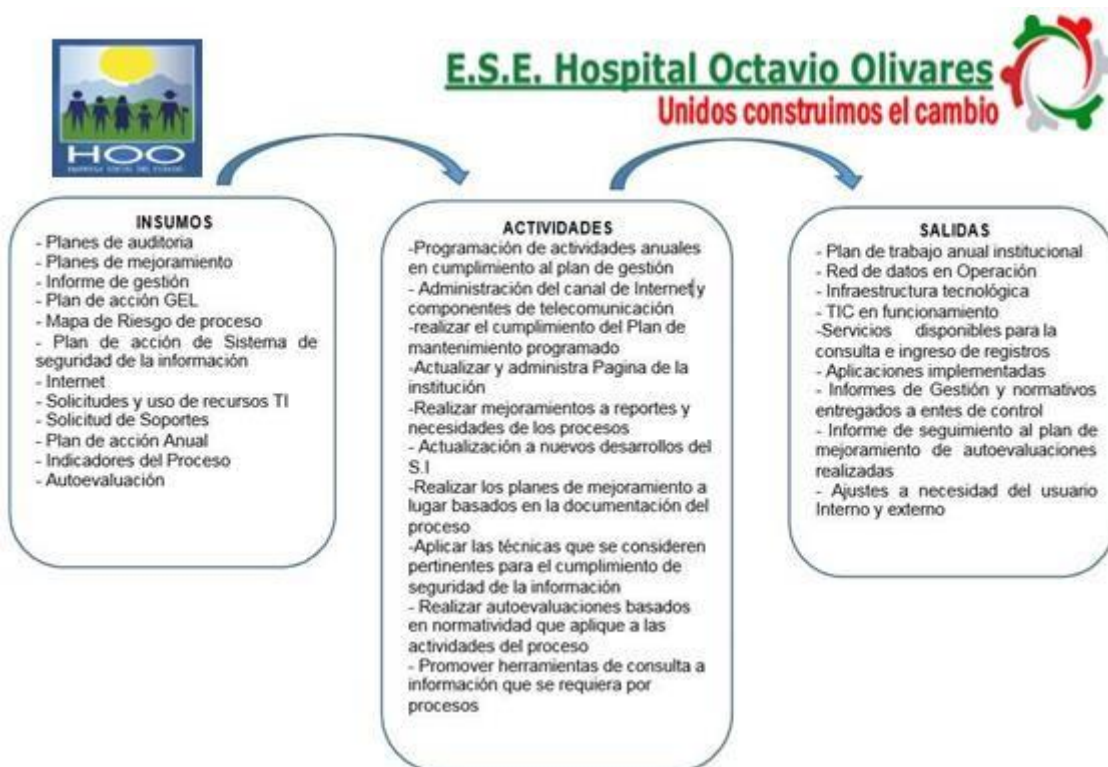 E.S.E. Hospital Octavio Olivares
Unidos construimos el cambio
HOO
EMPRESA SOCIAL DEL ESTADO
INSUMOS
- Planes de auditoria
- Planes de mejoramiento
- Informe de gestión
- Plan de acción GEL
- Mapa de Riesgo de proceso
- Plan de acción de Sistema de
seguridad de la información
- Internet
- Solicitudes y uso de recursos TI
- Solicitud de Soportes
- Plan de acción Anual
- Indicadores del Proceso
- Autoevaluación
ACTIVIDADES
-Programación de actividades anuales
en cumplimiento al plan de gestión
- Administración del canal de Internet y
componentes de telecomunicación
-realizar el cumplimiento del Plan de
mantenimiento programado
-Actualizar y administra Pagina de la
institución
-Realizar mejoramientos a reportes y
necesidades de los procesos
- Actualización a nuevos desarrollos del
S.I
-Realizar los planes de mejoramiento a
lugar basados en la documentación del
proceso
-Aplicar las técnicas que se consideren
pertinentes para el cumplimiento de
seguridad de la información
- Realizar autoevaluaciones basados
en normatividad que aplique a las
actividades del proceso
- Promover herramientas de consulta a
información que se requiera por
procesos
SALIDAS
- Plan de trabajo anual institucional
- Red de datos en Operación
- Infraestructura tecnológica
- TIC en funcionamiento
-Servicios disponibles para la
consulta e ingreso de registros
- Aplicaciones implementadas
- Informes de Gestión y normativos
entregados a entes de control
- Informe de seguimiento al plan de
mejoramiento de autoevaluaciones
realizadas
- Ajustes a necesidad del usuario
Interno y externo